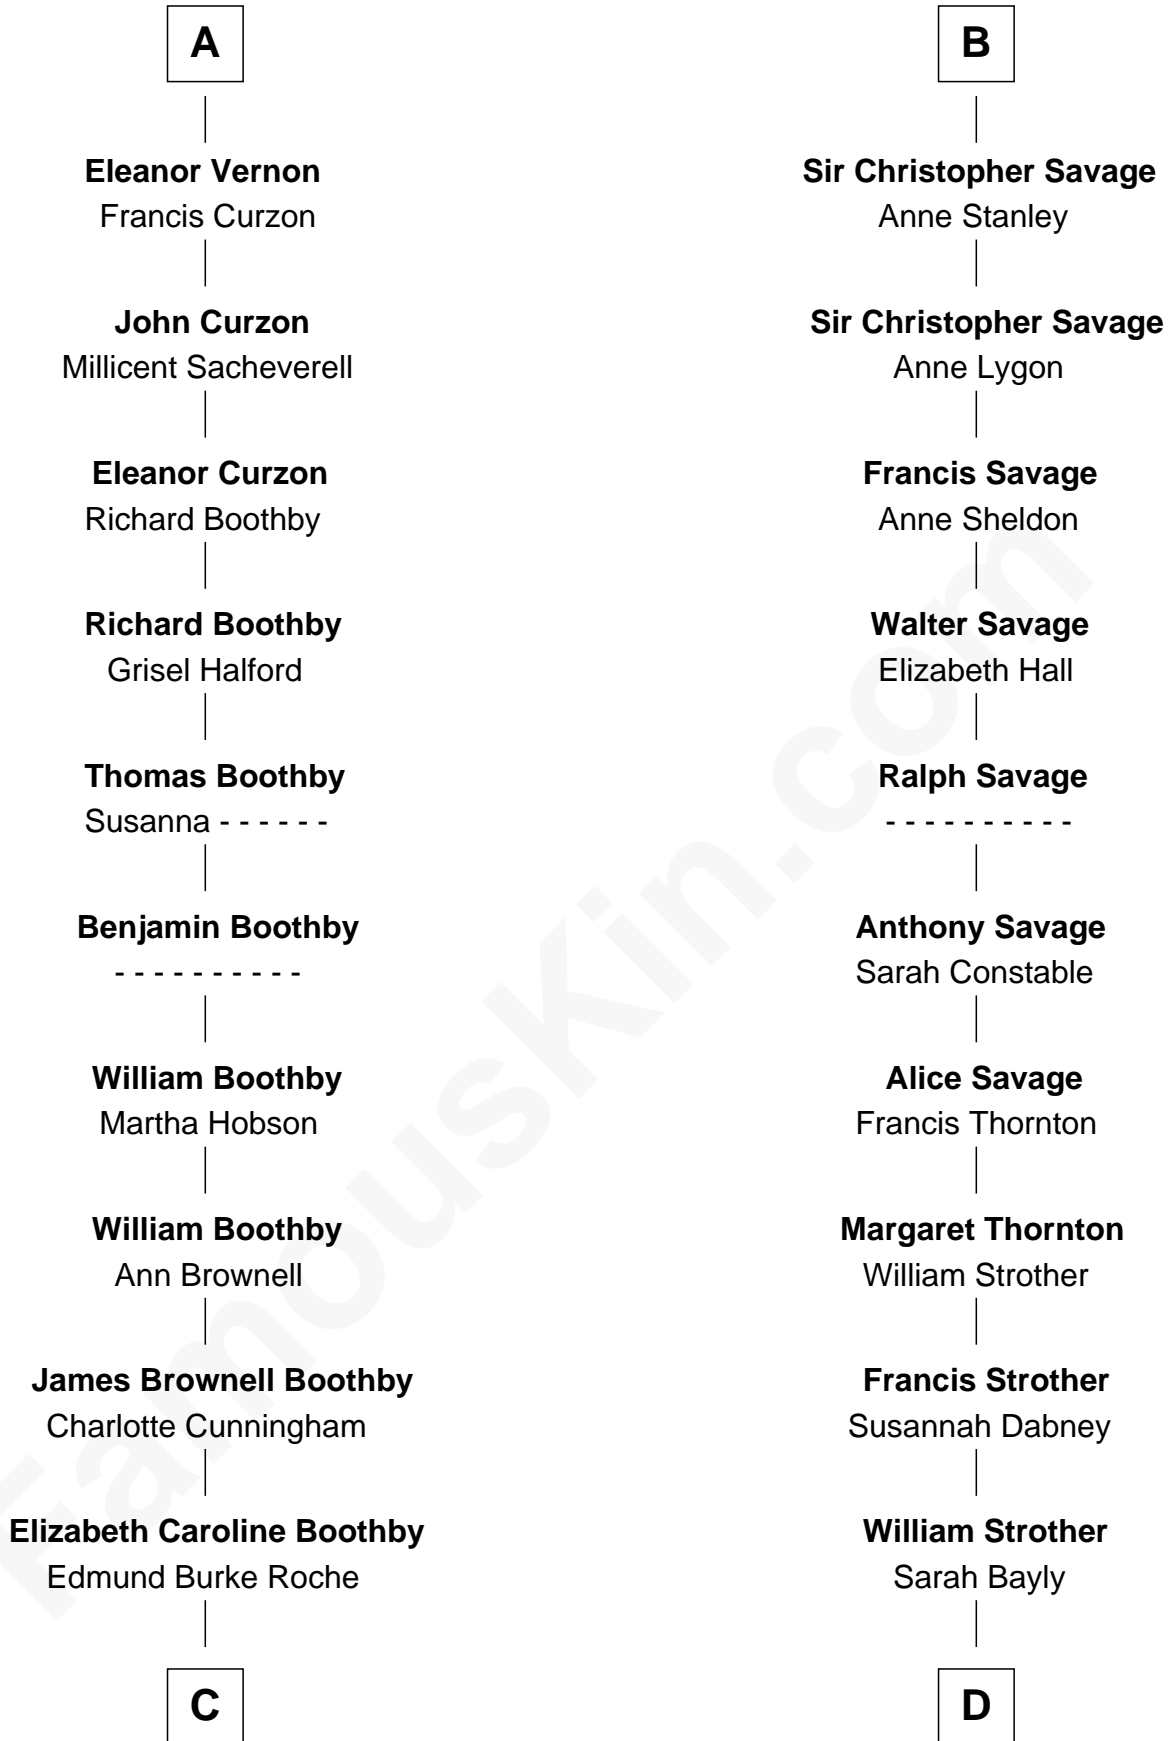 A
Eleanor Vernon
Francis Curzon
John Curzon
Millicent Sacheverell
Eleanor Curzon
Richard Boothby
Richard Boothby
Grisel Halford
Thomas Boothby
Susanna - - - - - -
Benjamin Boothby
- - - - - - - - - -
William Boothby
Martha Hobson
William Boothby
Ann Brownell
James Brownell Boothby
Charlotte Cunningham
Elizabeth Caroline Boothby
Edmund Burke Roche
C
B
Sir Christopher Savage
Anne Stanley
Sir Christopher Savage
Anne Lygon
Francis Savage
Anne Sheldon
Walter Savage
Elizabeth Hall
Ralph Savage
- - - - - - - - - -
Anthony Savage
Sarah Constable
Alice Savage
Francis Thornton
Margaret Thornton
William Strother
Francis Strother
Susannah Dabney
William Strother
Sarah Bayly
D
FamousKin.com